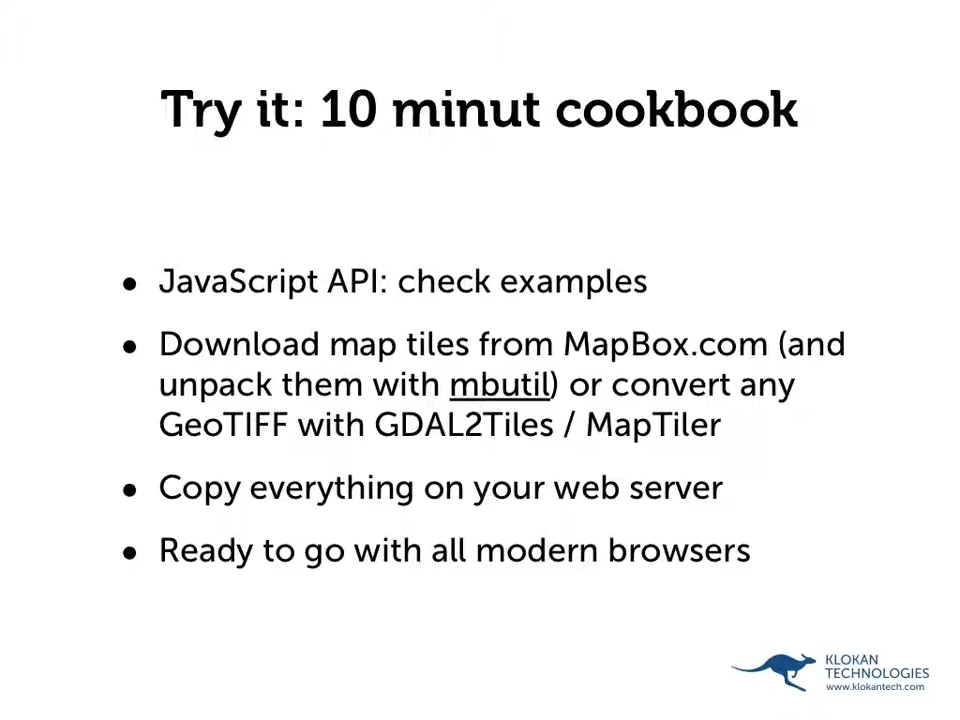 Try it: 10 minut cookbook
• JavaScript API: check examples
• Download map tiles from MapBox.com (and
unpack them with mbutil) or convert any
GeoTIFF with GDAL2Tiles / MapTiler
• Copy everything on your web server
• Ready to go with all modern browsers
KLOKAN
TECHNOLOGIES
www.klokantech.com